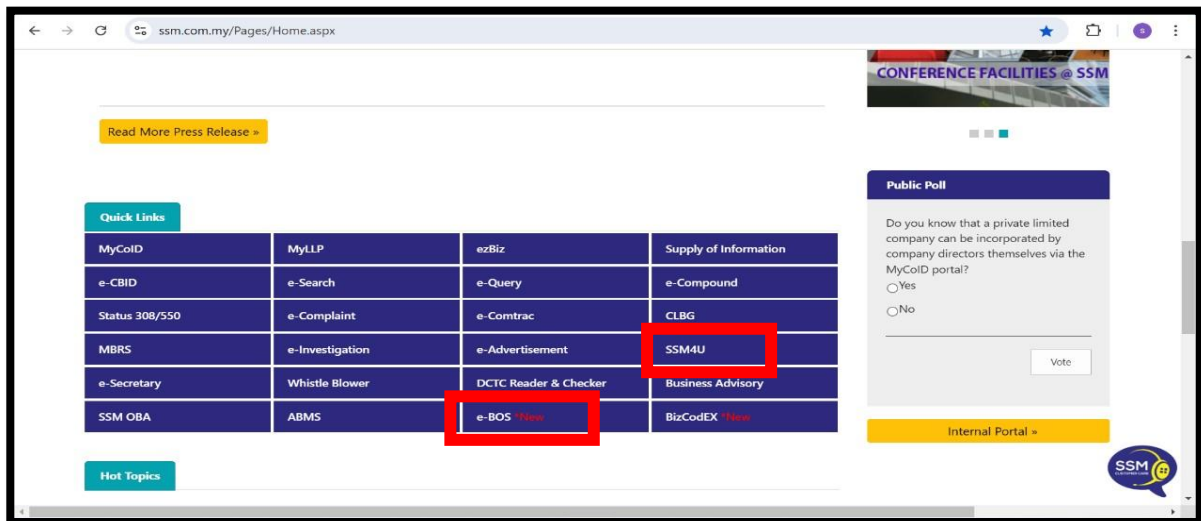 ssm.com.my/Pages/Home.aspx
s
CONFERENCE FACILITIES @ SSM
Read More Press Release »
Public Poll
Do you know that a private limited
company can be incorporated by
company directors themselves via the
MyCoID portal?
Yes
No
Vote
Internal Portal »
Quick Links
MyCoID MyLLP ezBiz Supply of Information
e-CBID e-Search e-Query e-Compound
Status 308/550 e-Complaint e-Comtrac CLBG
MBRS e-Investigation e-Advertisement SSM4U
e-Secretary Whistle Blower DCTC Reader & Checker Business Advisory
SSM OBA ABMS e-BOS *New BizCodEX *New
Hot Topics
SSM